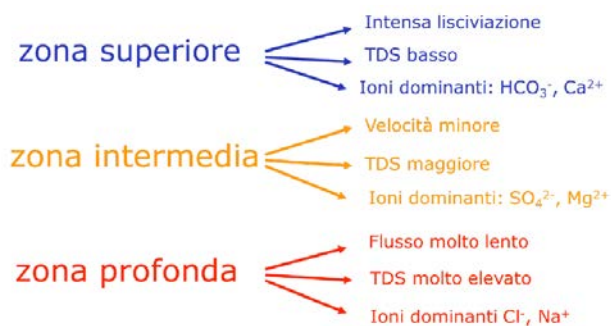 zona superiore
Intensa lisciviazione
TDS basso
Ioni dominanti: HCO₃⁻, Ca²⁺
zona intermedia
Velocità minore
TDS maggiore
Ioni dominanti: SO₄²⁻, Mg²⁺
zona profonda
Flusso molto lento
TDS molto elevato
Ioni dominanti Cl⁻, Na⁺